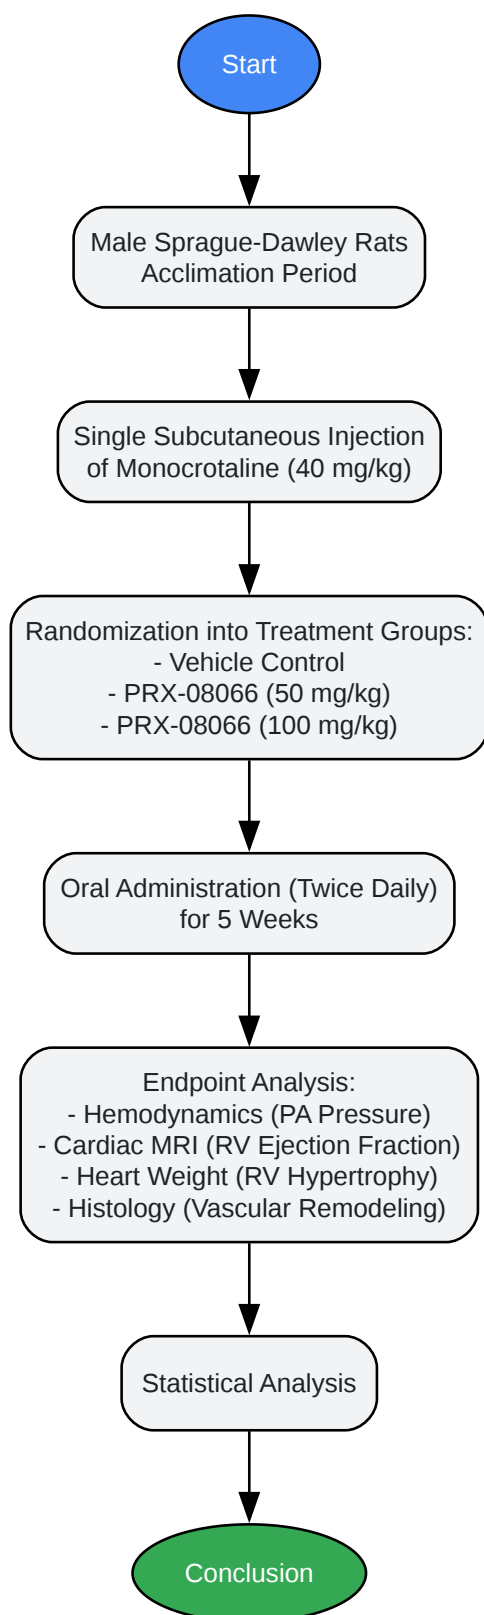 Start
Male Sprague-Dawley Rats
Acclimation Period
Single Subcutaneous Injection
of Monocrotaline (40 mg/kg)
Randomization into Treatment Groups:
- Vehicle Control
- PRX-08066 (50 mg/kg)
- PRX-08066 (100 mg/kg)
Oral Administration (Twice Daily)
for 5 Weeks
Endpoint Analysis:
- Hemodynamics (PA Pressure)
- Cardiac MRI (RV Ejection Fraction)
- Heart Weight (RV Hypertrophy)
- Histology (Vascular Remodeling)
Statistical Analysis
Conclusion